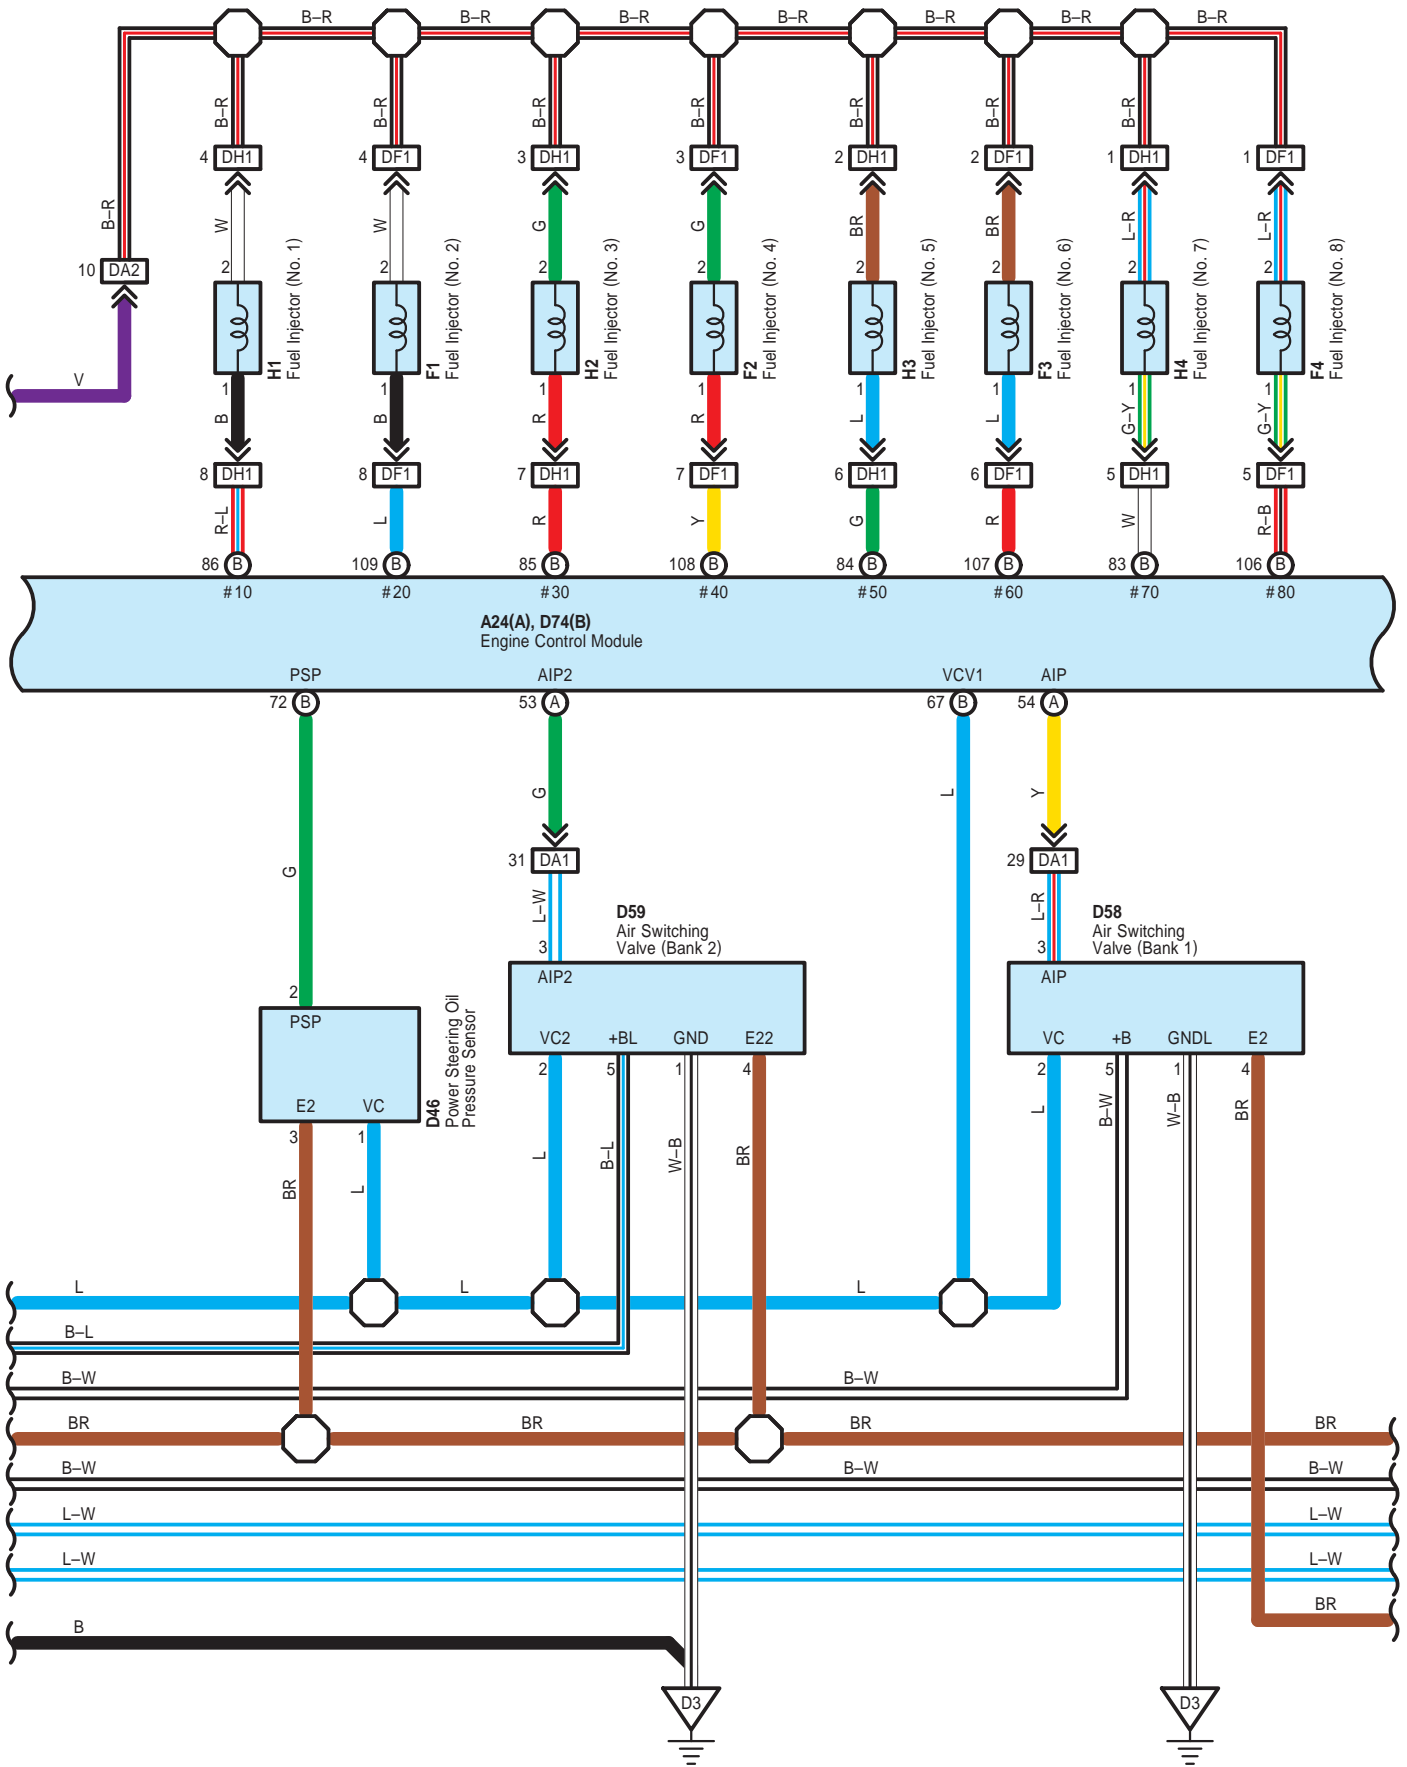 B–R B–R B–R B–R B–R B–R B–R
B–R B–R B–R B–R B–R B–R B–R B–R
4 DH1 4 DF1 3 DH1 3 DF1 2 DH1 2 DF1 1 DH1 1 DF1
B–R
W W G G BR BR L–R L–R
10 DA2
2 2 2 2 2 2 2 2
H1
Fuel Injector (No. 1)
F1
Fuel Injector (No. 2)
H2
Fuel Injector (No. 3)
F2
Fuel Injector (No. 4)
H3
Fuel Injector (No. 5)
F3
Fuel Injector (No. 6)
H4
Fuel Injector (No. 7)
F4
Fuel Injector (No. 8)
V
1 1 1 1 1 1 1 1
B B R R L L G–Y G–Y
8 DH1 8 DF1 7 DH1 7 DF1 6 DH1 6 DF1 5 DH1 5 DF1
R–L L R Y G R W R–B
86 B 109 B 85 B 108 B 84 B 107 B 83 B 106 B
#10 #20 #30 #40 #50 #60 #70 #80
A24(A), D74(B)
Engine Control Module
PSP AIP2 VCV1 AIP
72 B 53 A 67 B 54 A
G L Y
G
31 DA1 29 DA1
L–W L–R
D59
Air Switching
Valve (Bank 2)
D58
Air Switching
Valve (Bank 1)
3 3
AIP2 AIP
2
PSP
VC2 +BL GND E22
VC +B GNDL E2
2 5 1 4 2 5 1 4
E2 VC
D46
Power Steering Oil
Pressure Sensor
3 1
L B–W W–B BR
L B–L W–B BR
BR L
L L L
B–L
B–W B–W
BR BR BR BR
B–W B–W B–W
L–W L–W
L–W L–W
BR
B
D3 D3